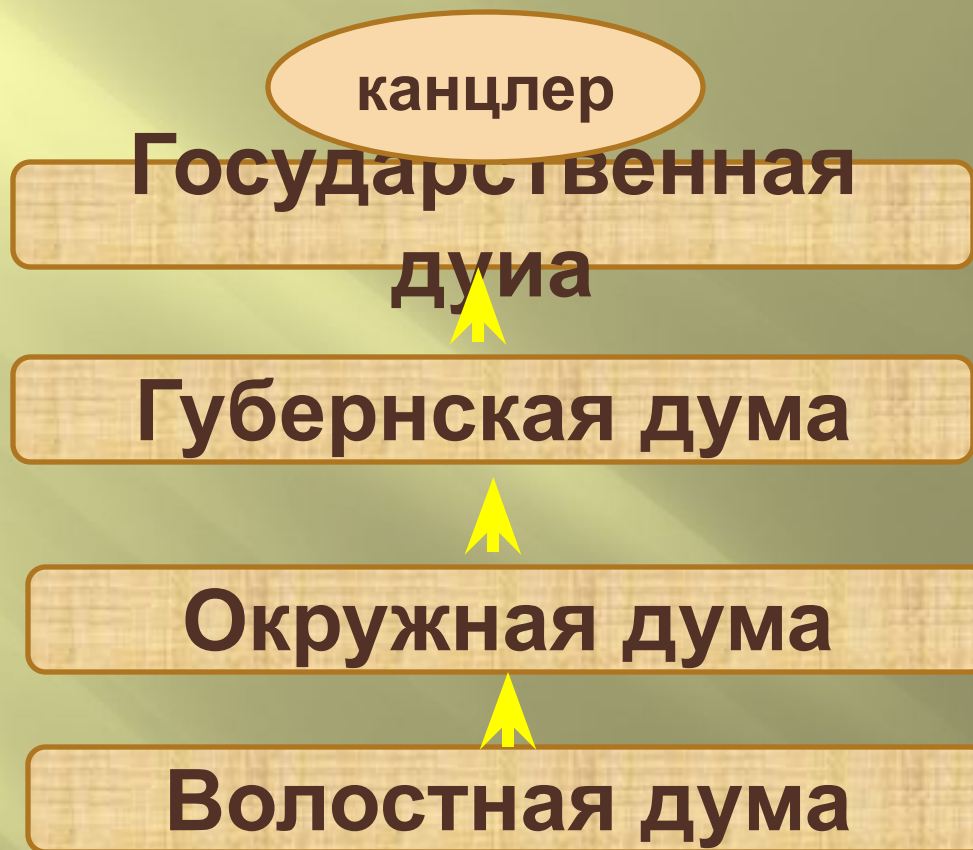 канцлер
Государственная
дуиа
Губернская дума
Окружная дума
Волостная дума